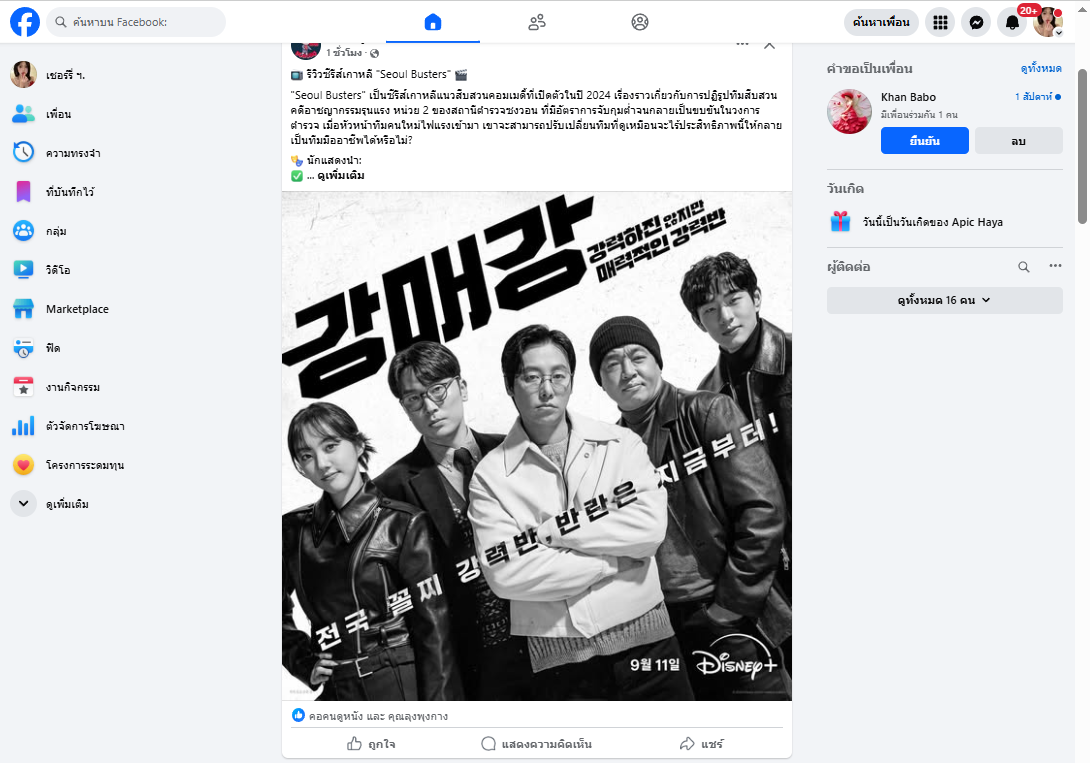 ค้นหาบน Facebook:
ค้นหาเพื่อน
20+
เชอร์รี่ ฯ.
เพื่อน
ความทรงจำ
ที่บันทึกไว้
กลุ่ม
วิดีโอ
Marketplace
ฟีด
งานกิจกรรม
ตัวจัดการโฆษณา
โครงการระดมทุน
ดูเพิ่มเติม
1 ชั่วโมง ·
รีวิวซีรีส์เกาหลี "Seoul Busters"
"Seoul Busters" เป็นซีรีส์เกาหลีแนวสืบสวนคอมเมดี้ที่เปิดตัวในปี 2024 เรื่องราวเกี่ยวกับการปฏิรูปทีมสืบสวน
คดีอาชญากรรมรุนแรง หน่วย 2 ของสถานีตำรวจซงวอน ที่มีอัตราการจับกุมต่ำจนกลายเป็นขบขันในวงการ
ตำรวจ เมื่อหัวหน้าทีมคนใหม่ไฟแรงเข้ามา เขาจะสามารถปรับเปลี่ยนทีมที่ดูเหมือนจะไร้ประสิทธิภาพนี้ให้กลาย
เป็นทีมมืออาชีพได้หรือไม่?
นักแสดงนำ:
... ดูเพิ่มเติม
강매강
강력하진 않지만
매력적인 강력반
전국 꼴찌 강력반, 반란은 지금부터!
9월 11일 Disney+
คอคนดูหนัง และ คุณลุงพุงกาง
ถูกใจ
แสดงความคิดเห็น
แชร์
คำขอเป็นเพื่อน
ดูทั้งหมด
Khan Babo
1 สัปดาห์
มีเพื่อนร่วมกัน 1 คน
ยืนยัน
ลบ
วันเกิด
วันนี้เป็นวันเกิดของ Apic Haya
ผู้ติดต่อ
ดูทั้งหมด 16 คน